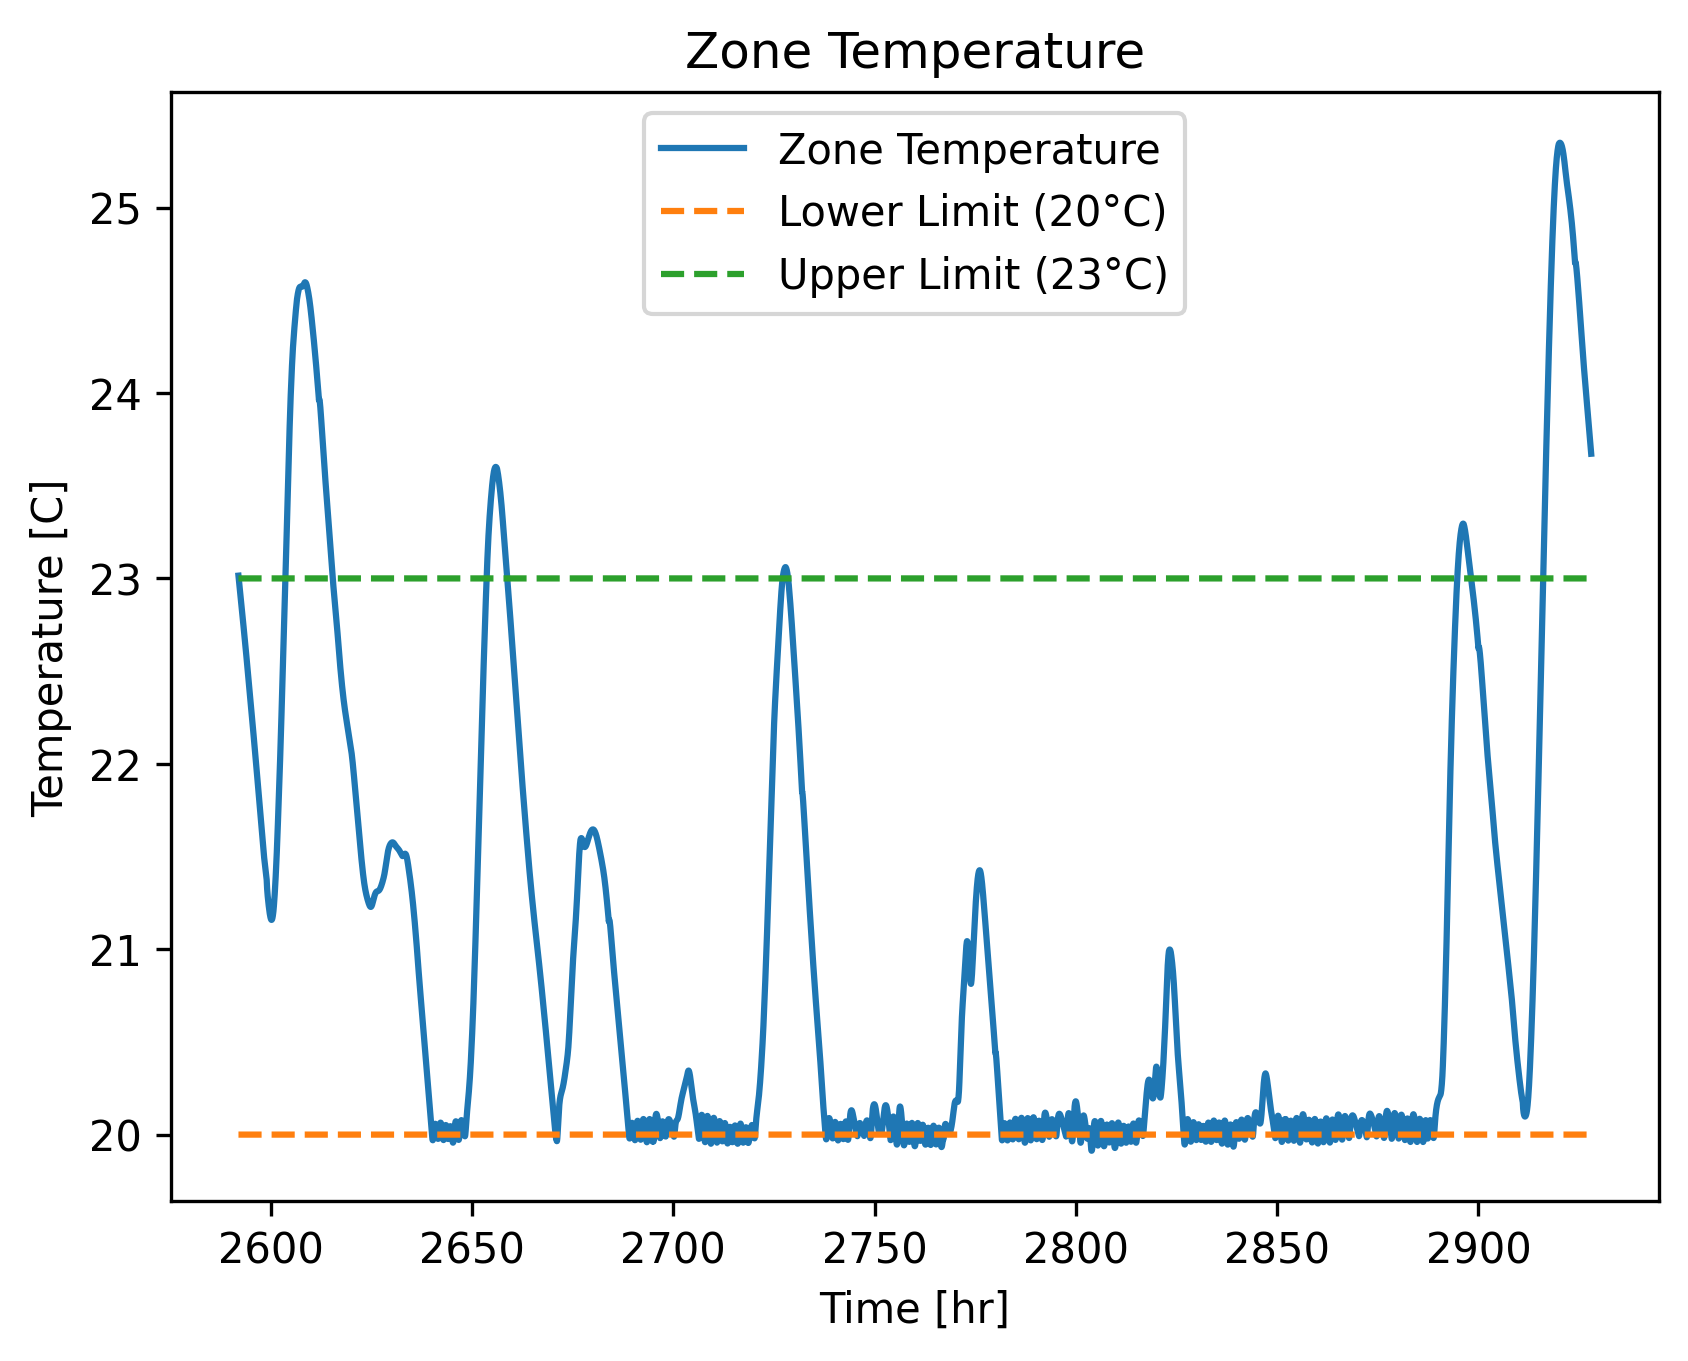 Zone Temperature
Zone Temperature
Lower Limit (20°C)
Upper Limit (23°C)
Temperature [C]
25
24
23
22
21
20
2600 2650 2700 2750 2800 2850 2900
Time [hr]